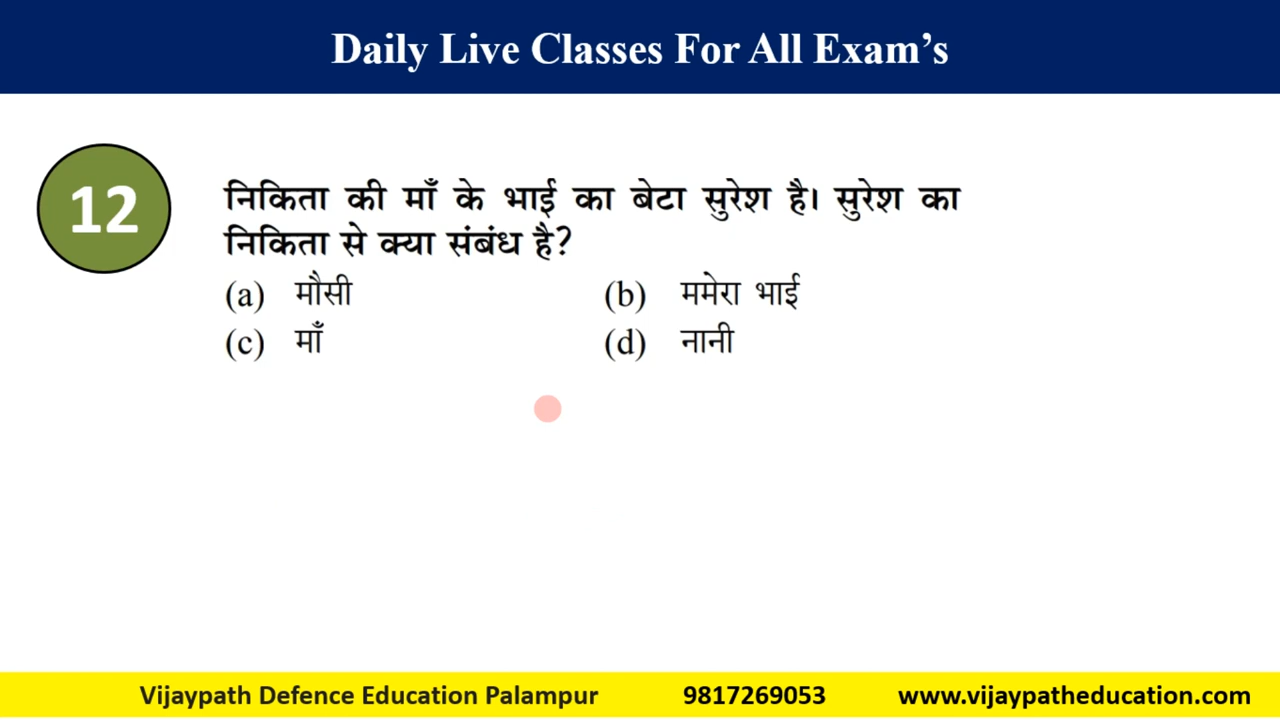 Daily Live Classes For All Exam’s
12
निकिता की माँ के भाई का बेटा सुरेश है। सुरेश का
निकिता से क्या संबंध है?
(a) मौसी (b) ममेरा भाई
(c) माँ (d) नानी
Vijaypath Defence Education Palampur 9817269053 www.vijaypatheducation.com